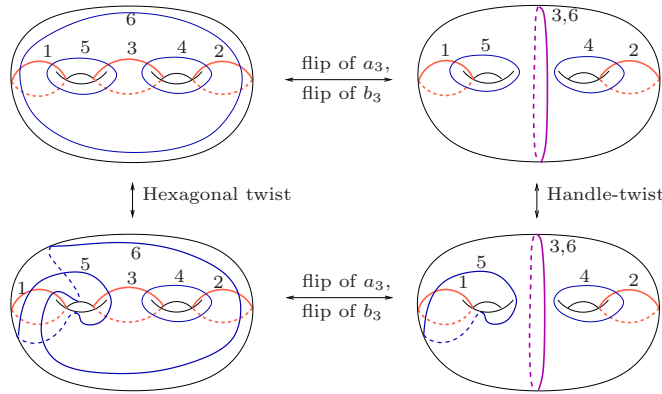 6
1 5 3 4 2
flip of a₃,
flip of b₃
3,6
1 5 4 2
Hexagonal twist
Handle-twist
6
1 5 3 4 2
flip of a₃,
flip of b₃
3,6
5
1 4 2